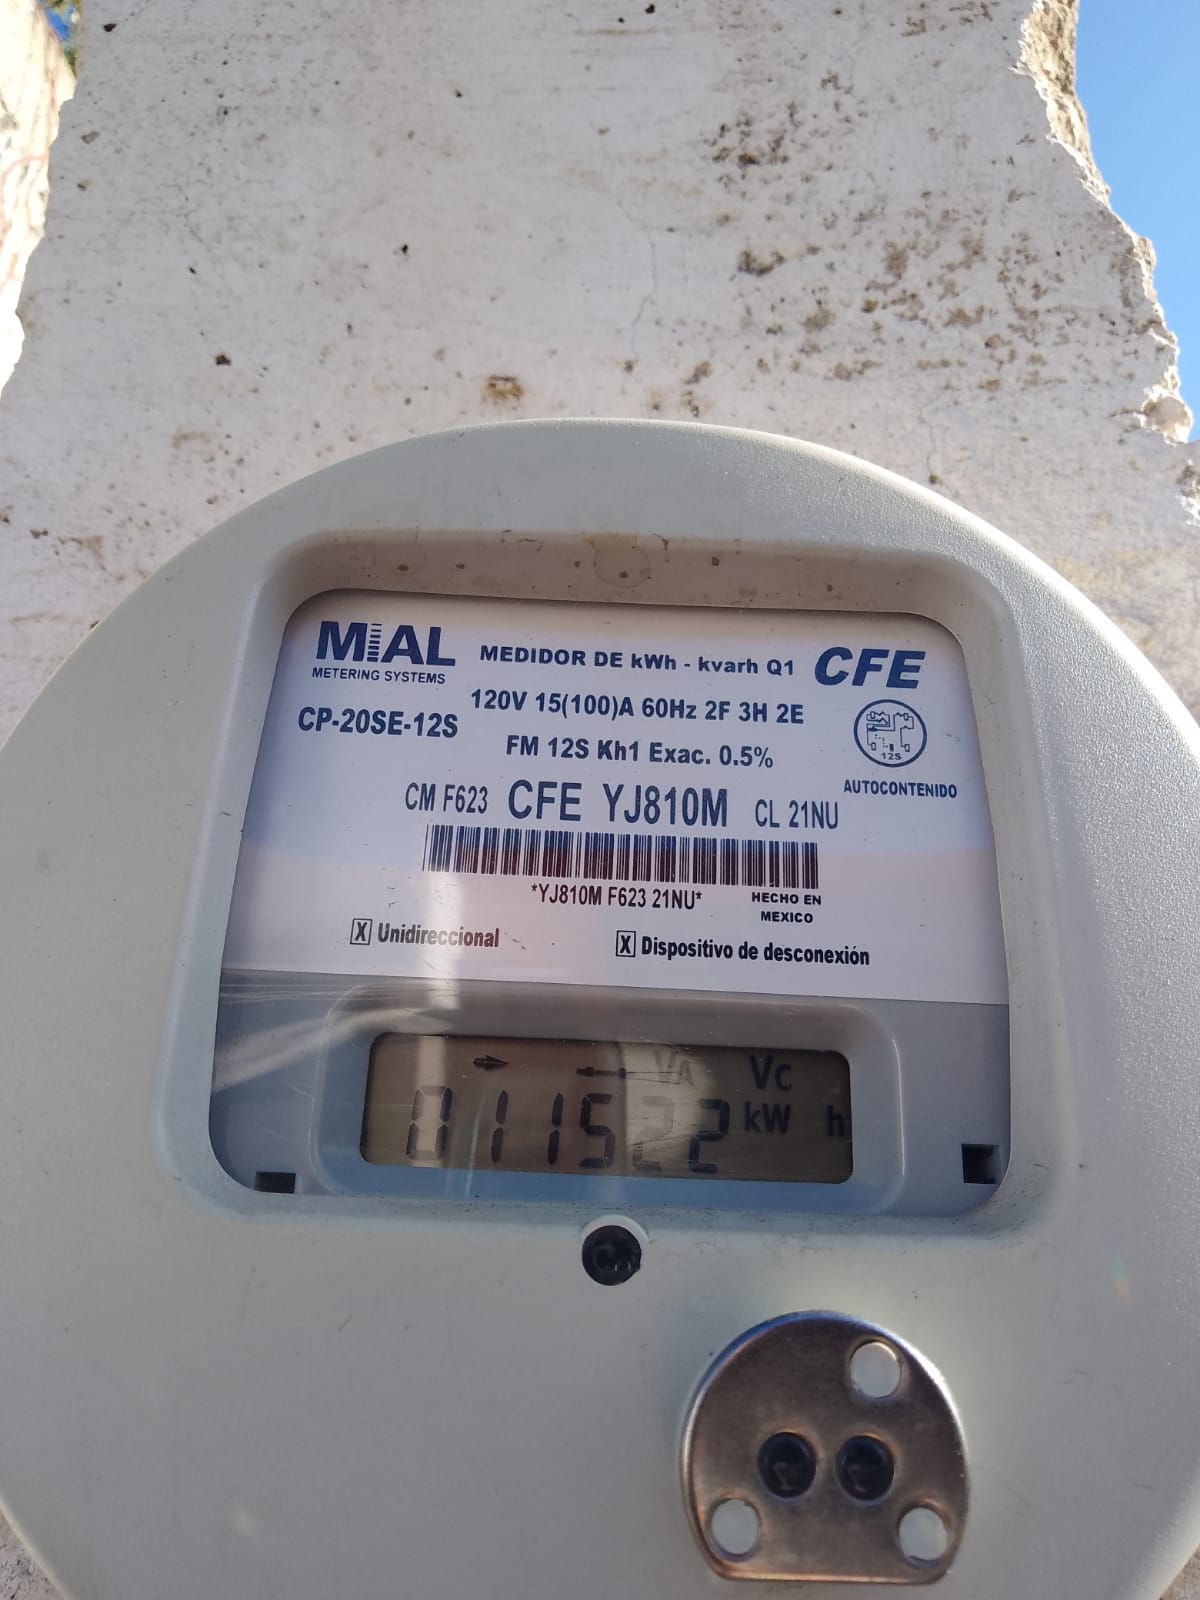 MIAL
METERING SYSTEMS
MEDIDOR DE kWh - kvarh Q1
CFE
CP-20SE-12S
120V 15(100)A 60Hz 2F 3H 2E
FM 12S Kh1 Exac. 0.5%
12S
AUTOCONTENIDO
CM F623 CFE YJ810M CL 21NU
*YJ810M F623 21NU*
HECHO EN
MEXICO
X Unidireccional
X Dispositivo de desconexión
VA Vc
011522 kW h